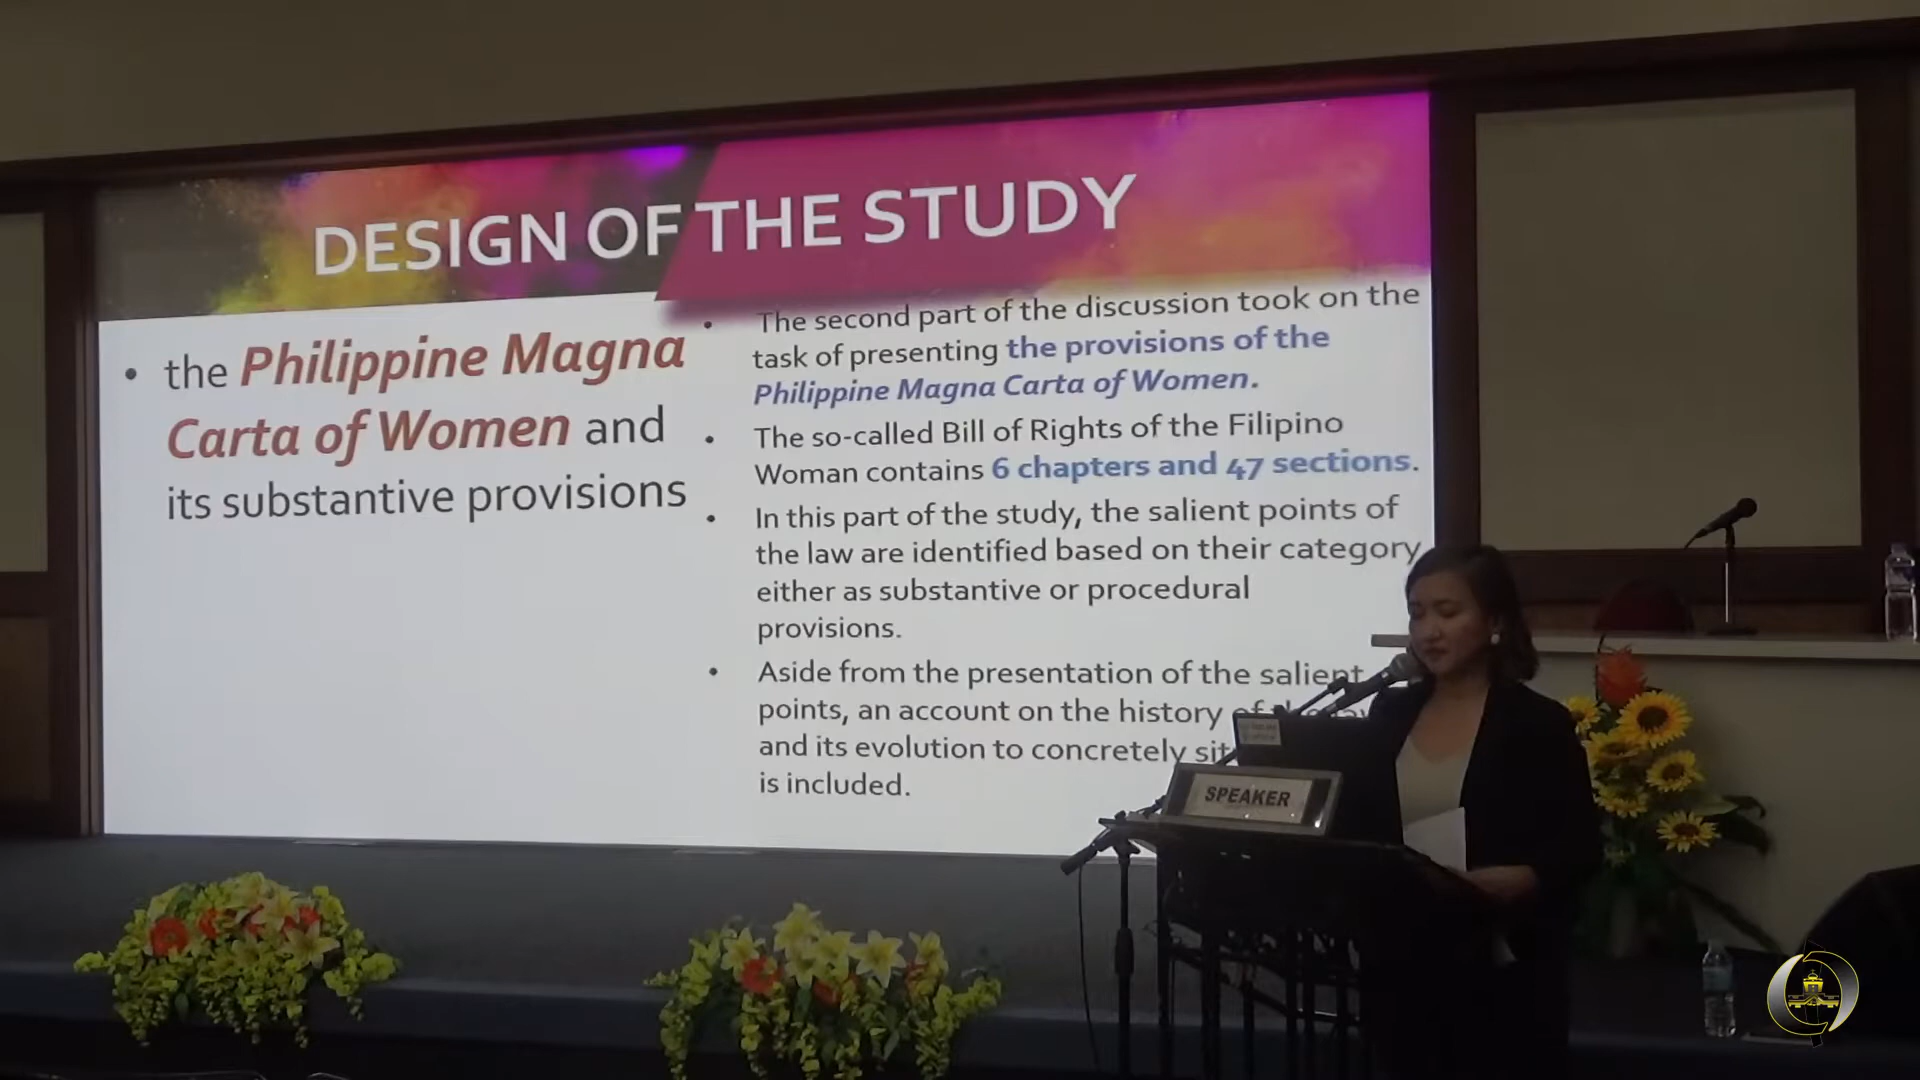 DESIGN OF THE STUDY
• the Philippine Magna
Carta of Women and
its substantive provisions
• The second part of the discussion took on the
task of presenting the provisions of the
Philippine Magna Carta of Women.
• The so-called Bill of Rights of the Filipino
Woman contains 6 chapters and 47 sections.
• In this part of the study, the salient points of
the law are identified based on their category
either as substantive or procedural
provisions.
• Aside from the presentation of the salient
points, an account on the history
and its evolution to concretely
is included.
SPEAKER